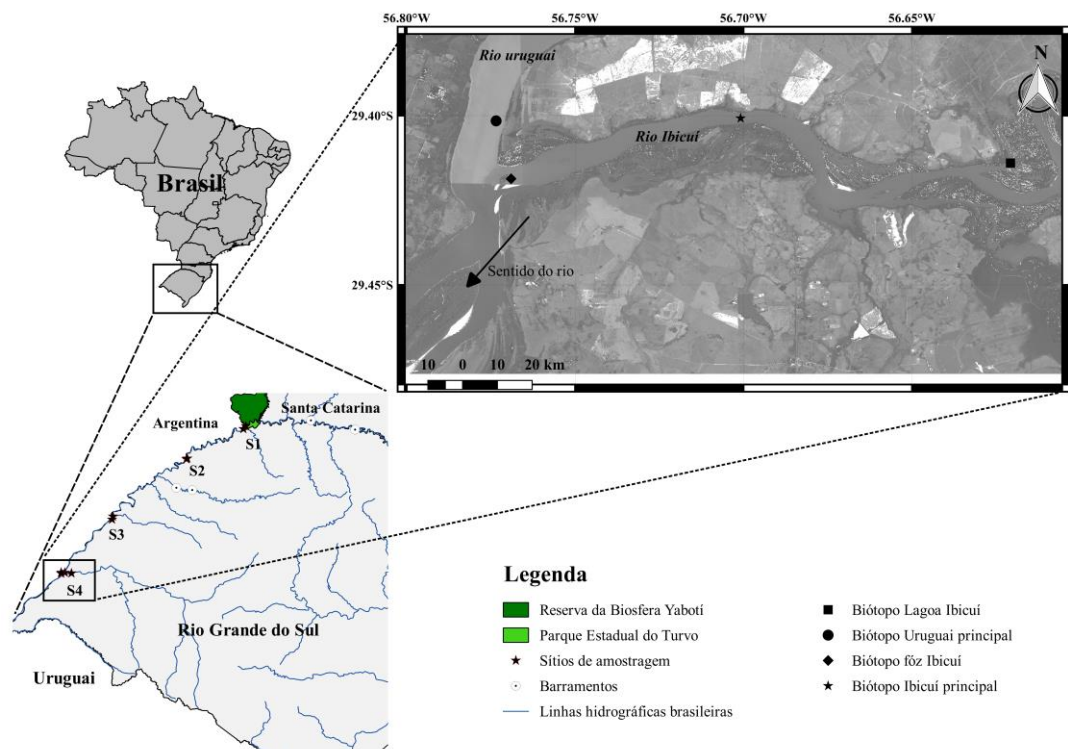 Brasil
56.80°W
56.75°W
56.70°W
56.65°W
29.40°S
29.45°S
Rio uruguai
Rio Ibicuí
N
Sentido do rio
10 0 10 20 km
Argentina
Santa Catarina
S1
S2
S3
S4
Rio Grande do Sul
Uruguai
Legenda
Reserva da Biosfera Yabotí
Parque Estadual do Turvo
Sítios de amostragem
Barramentos
Linhas hidrográficas brasileiras
Biótopo Lagoa Ibicuí
Biótopo Uruguai principal
Biótopo fôz Ibicuí
Biótopo Ibicuí principal